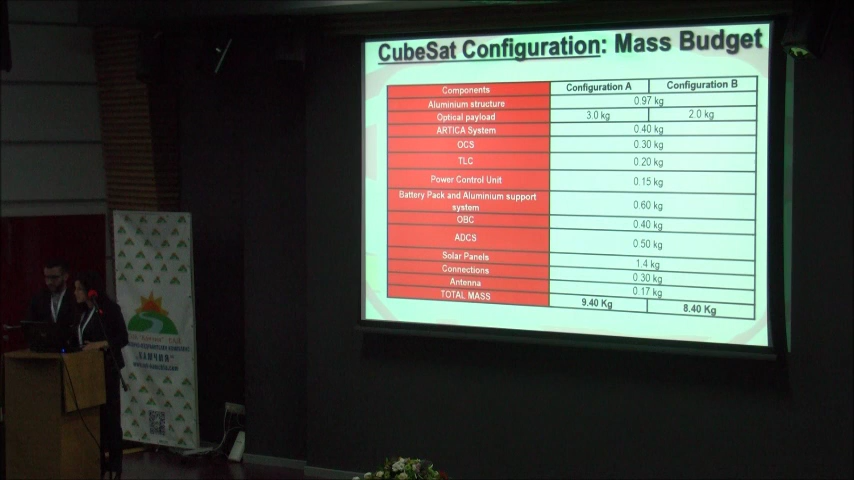 CubeSat Configuration: Mass Budget
Components Configuration A Configuration B
Aluminium structure 0.97 kg
Optical payload 3.0 kg 2.0 kg
ARTICA System 0.40 kg
OCS 0.30 kg
TLC 0.20 kg
Power Control Unit 0.15 kg
Battery Pack and Aluminium support
system 0.60 kg
OBC 0.40 kg
ADCS 0.50 kg
Solar Panels 1.4 kg
Connections 0.30 kg
Antenna 0.17 kg
TOTAL MASS 9.40 Kg 8.40 Kg